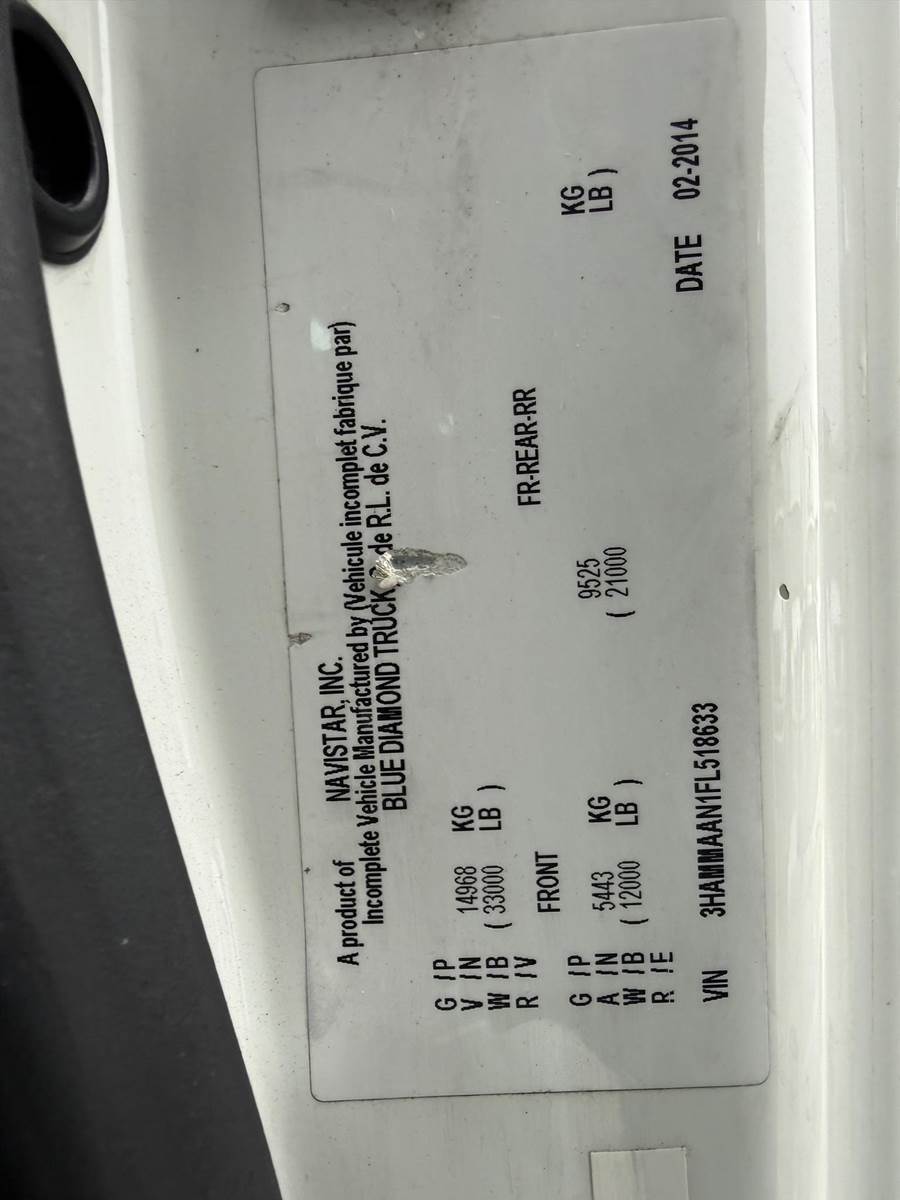 A product of NAVISTAR, INC.
Incomplete Vehicle Manufactured by (Vehicule incomplet fabrique par)
BLUE DIAMOND TRUCK, de R.L. de C.V.
G / P
V / N 14968 KG
W / B ( 33000 LB )
R / V
FRONT FR-REAR-RR
G / P
A / N 5443 KG 9525 KG
W / B ( 12000 LB ) ( 21000 LB )
R / E
VIN 3HAMMAAN1FL518633 DATE 02-2014